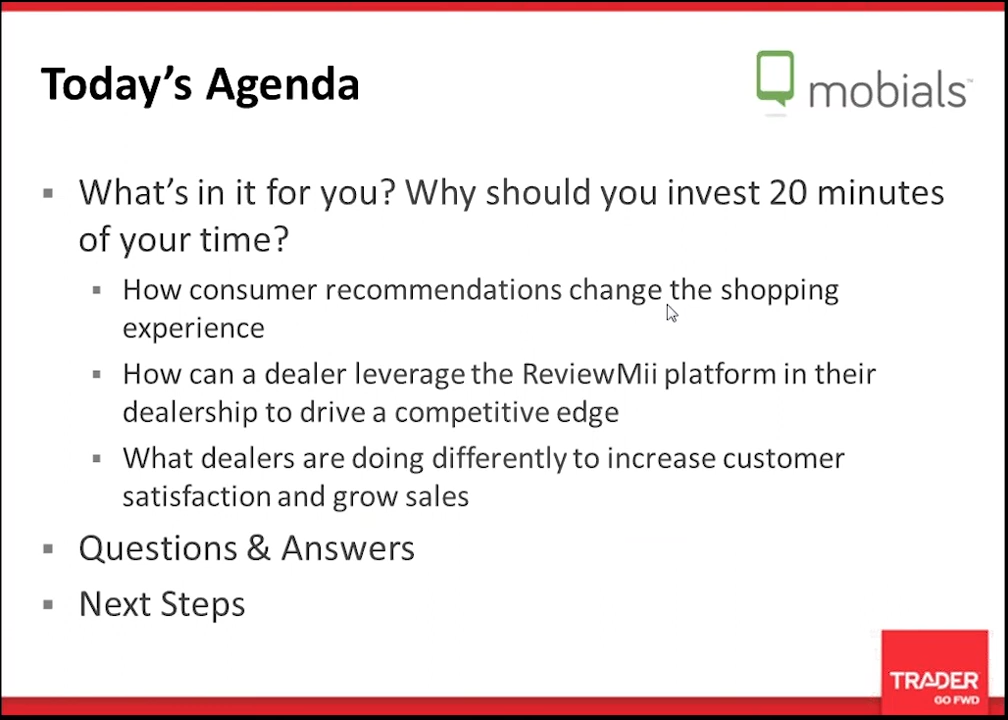 Today's Agenda
mobials™
▪ What's in it for you? Why should you invest 20 minutes
of your time?
▪ How consumer recommendations change the shopping
experience
▪ How can a dealer leverage the ReviewMii platform in their
dealership to drive a competitive edge
▪ What dealers are doing differently to increase customer
satisfaction and grow sales
▪ Questions & Answers
▪ Next Steps
TRADER
GO FWD